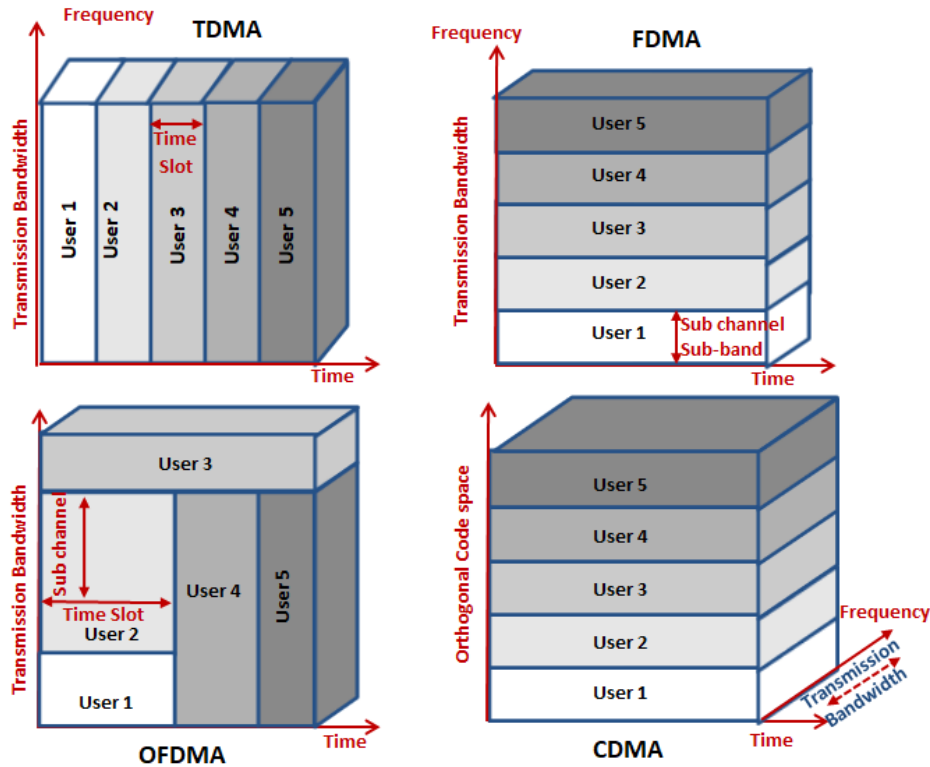 TDMA
Frequency
Transmission Bandwidth
User 1
User 2
User 3
User 4
User 5
Time
Slot
Time
FDMA
Frequency
Transmission Bandwidth
User 5
User 4
User 3
User 2
User 1
Sub channel
Sub-band
Time
Transmission Bandwidth
User 3
Sub channel
Time Slot
User 2
User 1
User 4
User 5
Time
OFDMA
Orthogonal Code space
User 5
User 4
User 3
User 2
User 1
Frequency
Transmission
Bandwidth
Time
CDMA